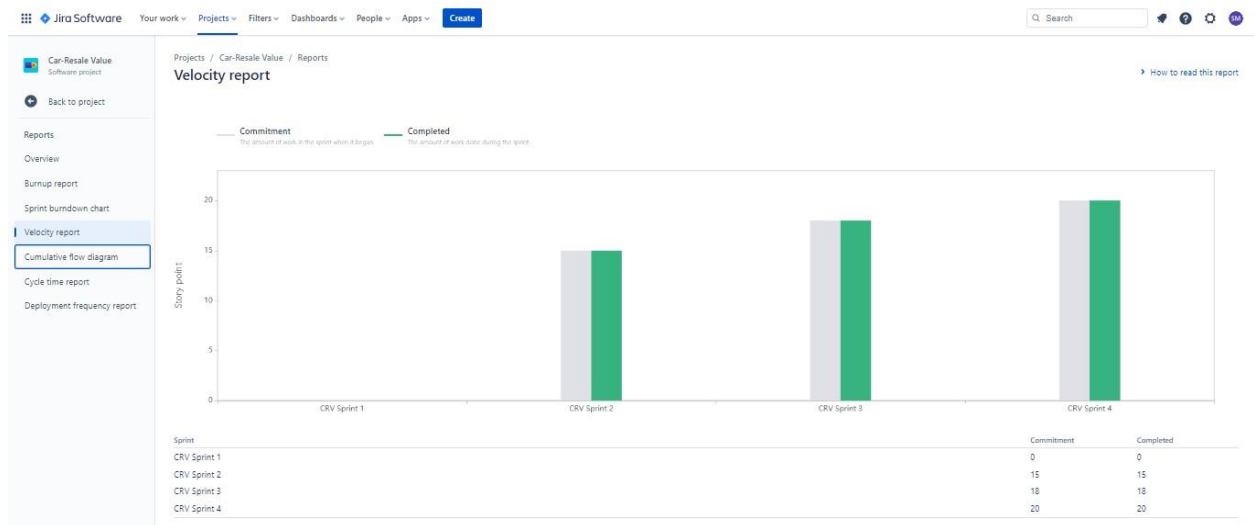 Jira Software Your work Projects Filters Dashboards People Apps Create Search SM
Car-Resale Value
Software project
Back to project
Reports
Overview
Burnup report
Sprint burndown chart
Velocity report
Cumulative flow diagram
Cycle time report
Deployment frequency report
Projects / Car-Resale Value / Reports
Velocity report
How to read this report
Commitment
The amount of work in the sprint when it began.
Completed
The amount of work done during the sprint.
Story point
20
15
10
5
0
CRV Sprint 1 CRV Sprint 2 CRV Sprint 3 CRV Sprint 4
Sprint Commitment Completed
CRV Sprint 1 0 0
CRV Sprint 2 15 15
CRV Sprint 3 18 18
CRV Sprint 4 20 20